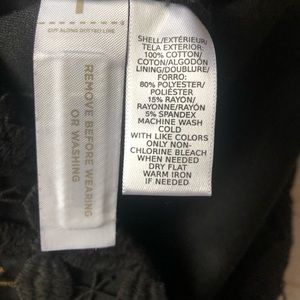 CUT ALONG DOTTED LINE
REMOVE BEFORE WEARING
OR WASHING
SHELL/EXTÉRIEUR/
TELA EXTERIOR:
100% COTTON/
COTON/ALGODÓN
LINING/DOUBLURE/
FORRO:
80% POLYESTER/
POLIÉSTER
15% RAYON/
RAYONNE/RAYÓN
5% SPANDEX
MACHINE WASH
COLD
WITH LIKE COLORS
ONLY NON-
CHLORINE BLEACH
WHEN NEEDED
DRY FLAT
WARM IRON
IF NEEDED